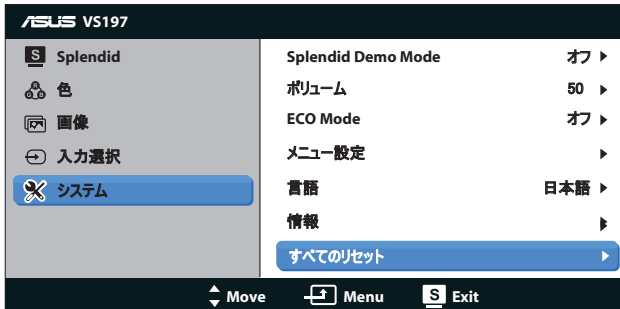 ASUS VS197
S Splendid
色
画像
入力選択
システム
Splendid Demo Mode オフ
ボリューム 50
ECO Mode オフ
メニュー設定
言語 日本語
情報
すべてのリセット
Move Menu S Exit